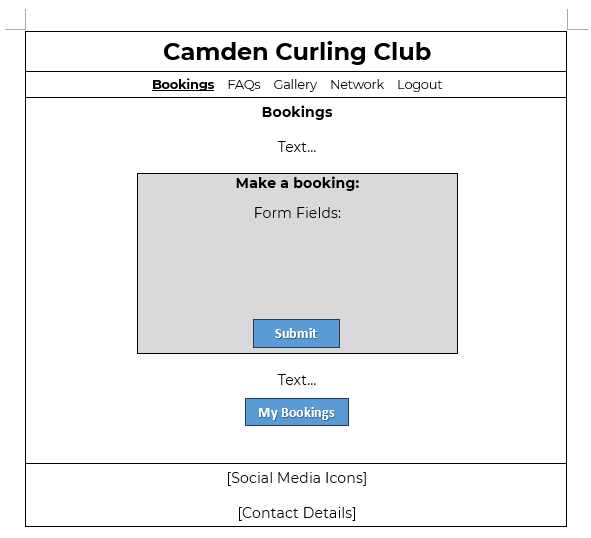 Camden Curling Club
Bookings FAQs Gallery Network Logout
Bookings
Text...
Make a booking:
Form Fields:
Submit
Text...
My Bookings
[Social Media Icons]
[Contact Details]